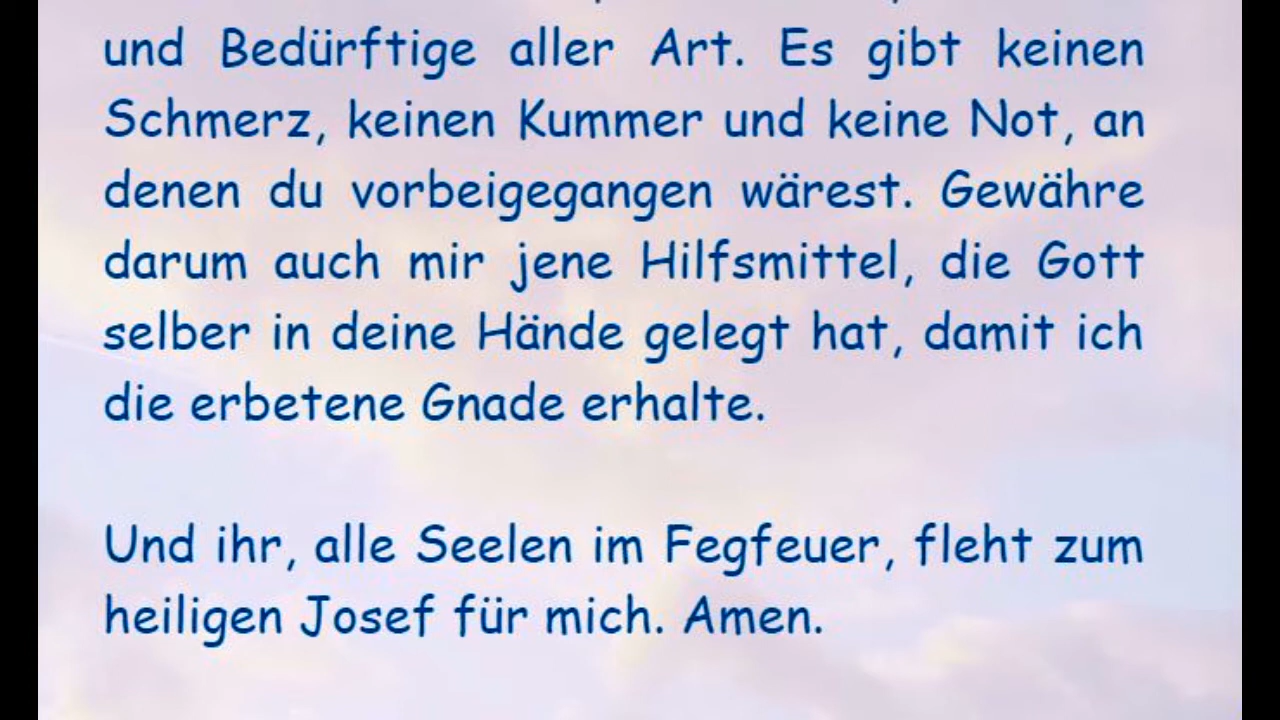 und Bedürftige aller Art. Es gibt keinen
Schmerz, keinen Kummer und keine Not, an
denen du vorbeigegangen wärest. Gewähre
darum auch mir jene Hilfsmittel, die Gott
selber in deine Hände gelegt hat, damit ich
die erbetene Gnade erhalte.
Und ihr, alle Seelen im Fegfeuer, fleht zum
heiligen Josef für mich. Amen.